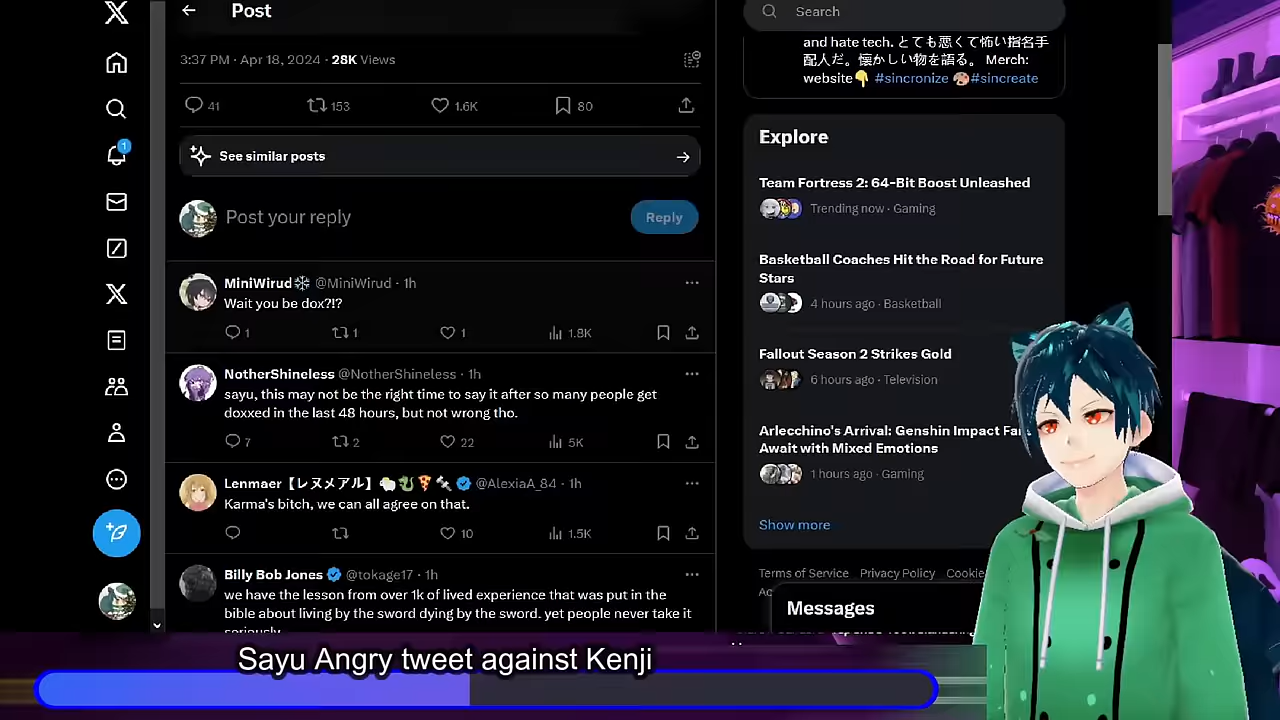 Post
3:37 PM · Apr 18, 2024 · 28K Views
41 153 1.6K 80
See similar posts
Post your reply
Reply
MiniWirud❄ @MiniWirud · 1h
Wait you be dox?!?
1 1 1 1.8K
NotherShineless @NotherShineless · 1h
sayu, this may not be the right time to say it after so many people get
doxxed in the last 48 hours, but not wrong tho.
7 2 22 5K
Lenmaer【レヌメアル】 @AlexiaA_84 · 1h
Karma's bitch, we can all agree on that.
10 1.5K
Billy Bob Jones @tokage17 · 1h
we have the lesson from over 1k of lived experience that was put in the
bible about living by the sword dying by the sword. yet people never take it
seriously
1
Search
and hate tech. とても悪くて怖い指名手
配人だ。懐かしい物を語る。 Merch:
website👇 #sincronize 🎨#sincreate
Explore
Team Fortress 2: 64-Bit Boost Unleashed
Trending now · Gaming
Basketball Coaches Hit the Road for Future
Stars
4 hours ago · Basketball
Fallout Season 2 Strikes Gold
6 hours ago · Television
Arlecchino's Arrival: Genshin Impact Fan
Await with Mixed Emotions
1 hours ago · Gaming
Show more
Terms of Service Privacy Policy Cookie
Messages
Sayu Angry tweet against Kenji